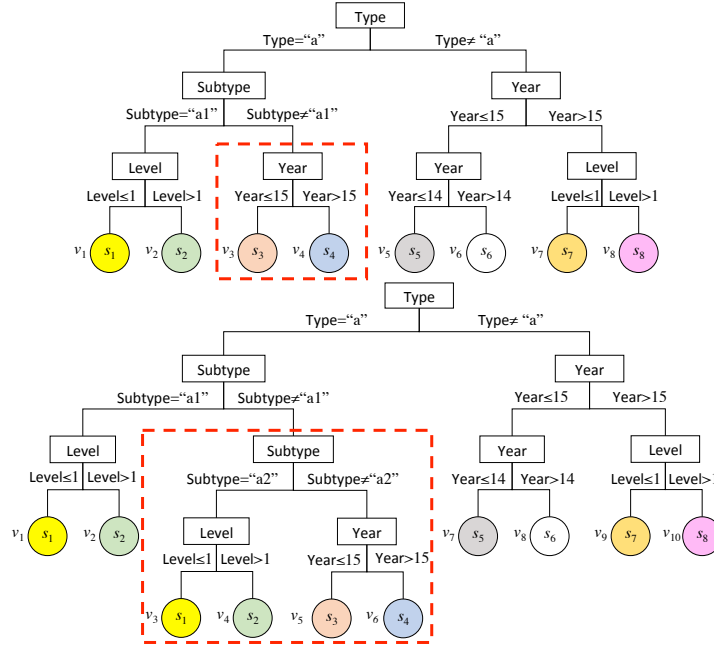 Type
Type="a" Type≠ "a"
Subtype Year
Subtype="a1" Subtype≠"a1" Year≤15 Year>15
Level Year Year Level
Level≤1 Level>1 Year≤15 Year>15 Year≤14 Year>14 Level≤1 Level>1
v1 s1 v2 s2 v3 s3 v4 s4 v5 s5 v6 s6 v7 s7 v8 s8
Type
Type="a" Type≠ "a"
Subtype Year
Subtype="a1" Subtype≠"a1" Year≤15 Year>15
Level Subtype Year Level
Level≤1 Level>1 Subtype="a2" Subtype≠"a2" Year≤14 Year>14 Level≤1 Level>1
v1 s1 v2 s2 Level Year v7 s5 v8 s6 v9 s7 v10 s8
Level≤1 Level>1 Year≤15 Year>15
v3 s1 v4 s2 v5 s3 v6 s4